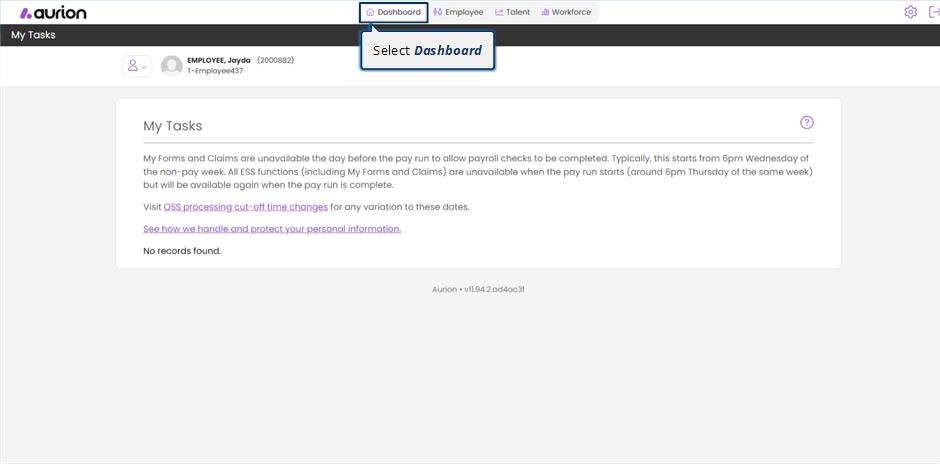 aurion
Dashboard Employee Talent Workforce
My Tasks
Select Dashboard
EMPLOYEE, Jayda (2000882)
T-Employee437
My Tasks
My Forms and Claims are unavailable the day before the pay run to allow payroll checks to be completed. Typically, this starts from 6pm Wednesday of
the non-pay week. All ESS functions (including My Forms and Claims) are unavailable when the pay run starts (around 6pm Thursday of the same week)
but will be available again when the pay run is complete.
Visit QSS processing cut-off time changes for any variation to these dates.
See how we handle and protect your personal information.
No records found.
Aurion • v11.94.2.ad4ac3f